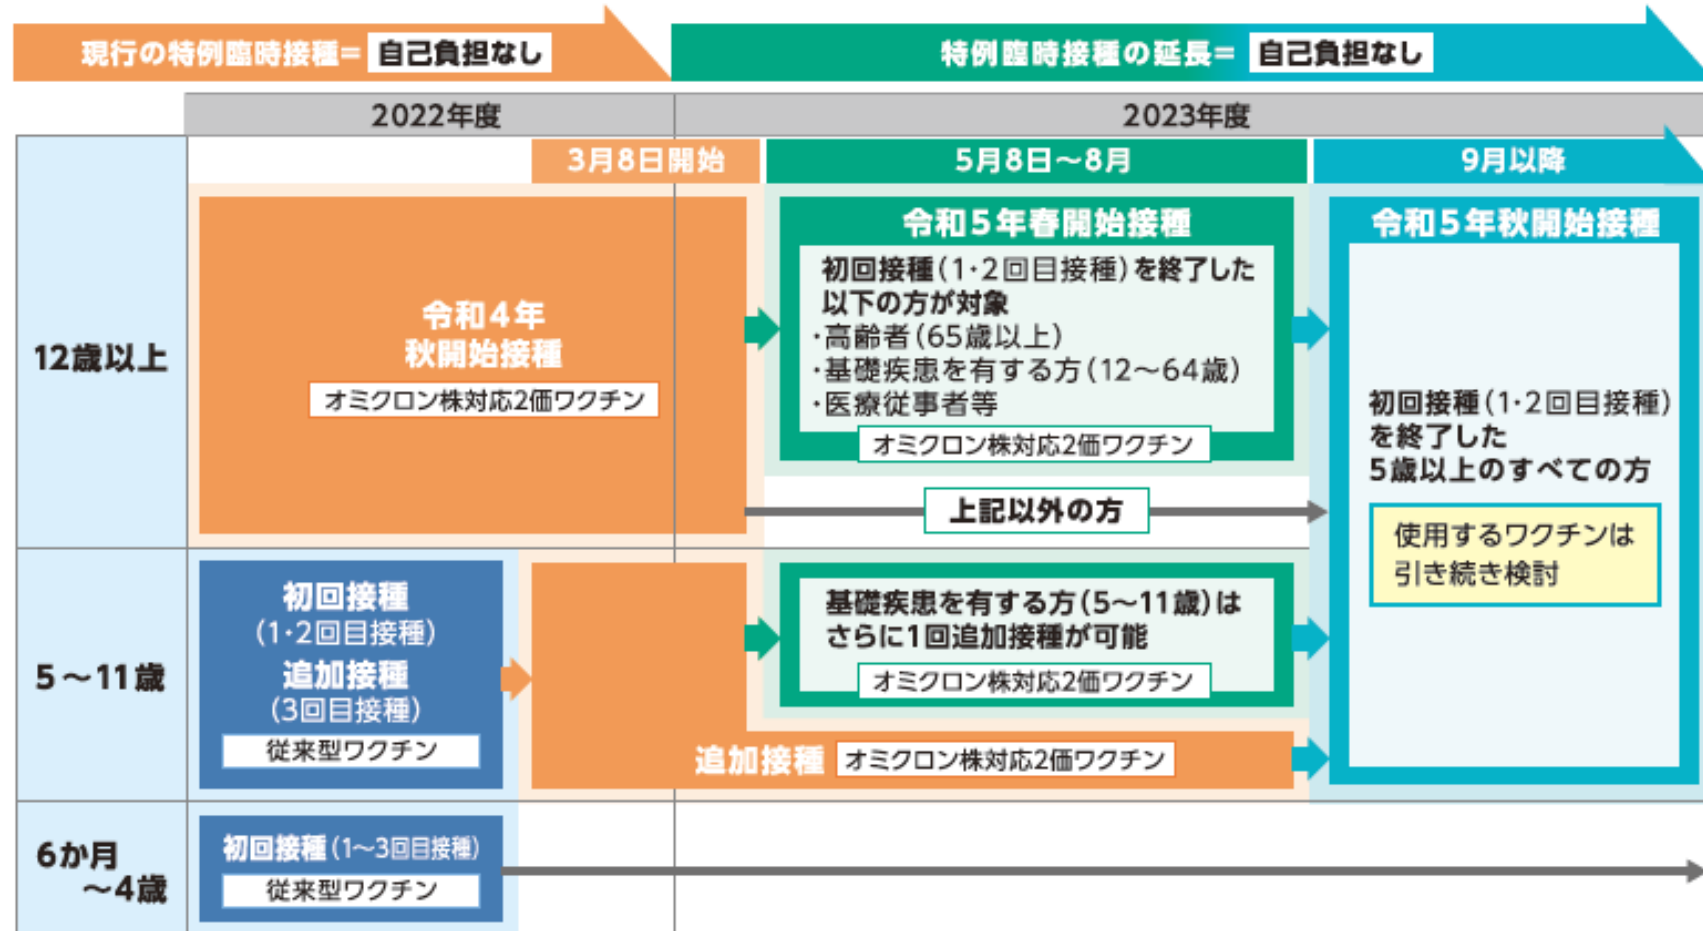 現行の特例臨時接種= 自己負担なし
特例臨時接種の延長= 自己負担なし
2022年度
2023年度
3月8日開始
5月8日～8月
9月以降
12歳以上
令和4年
秋開始接種
オミクロン株対応2価ワクチン
令和5年春開始接種
初回接種(1・2回目接種)を終了した
以下の方が対象
・高齢者(65歳以上)
・基礎疾患を有する方(12～64歳)
・医療従事者等
オミクロン株対応2価ワクチン
上記以外の方
令和5年秋開始接種
初回接種(1・2回目接種)
を終了した
5歳以上のすべての方
使用するワクチンは
引き続き検討
5～11歳
初回接種
(1・2回目接種)
追加接種
(3回目接種)
従来型ワクチン
基礎疾患を有する方(5～11歳)は
さらに1回追加接種が可能
オミクロン株対応2価ワクチン
追加接種 オミクロン株対応2価ワクチン
6か月
～4歳
初回接種(1～3回目接種)
従来型ワクチン